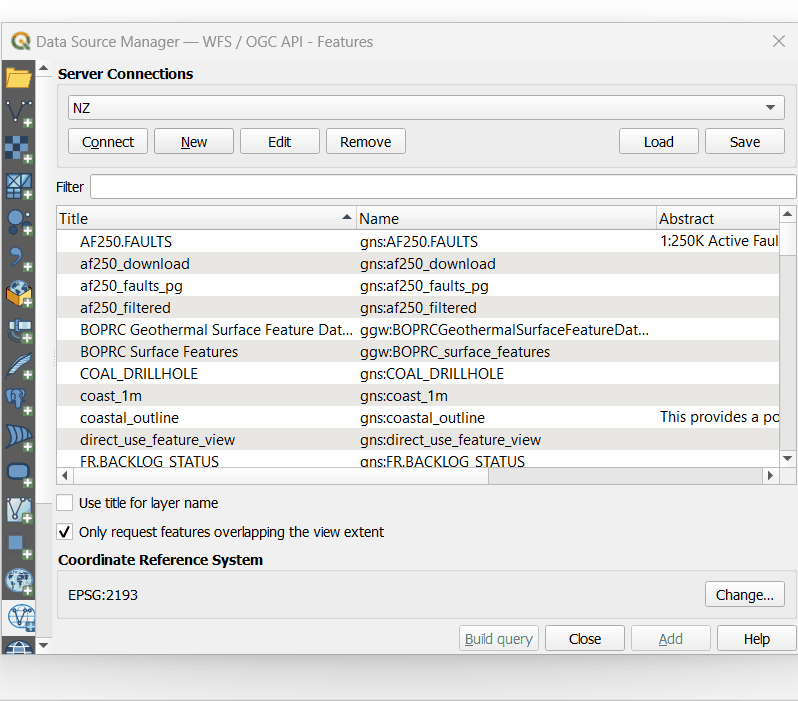 Data Source Manager — WFS / OGC API - Features
Server Connections
NZ
Connect New Edit Remove Load Save
Filter
Title Name Abstract
AF250.FAULTS gns:AF250.FAULTS 1:250K Active Faul
af250_download gns:af250_download
af250_faults_pg gns:af250_faults_pg
af250_filtered gns:af250_filtered
BOPRC Geothermal Surface Feature Dat... ggw:BOPRCGeothermalSurfaceFeatureDat...
BOPRC Surface Features ggw:BOPRC_surface_features
COAL_DRILLHOLE gns:COAL_DRILLHOLE
coast_1m gns:coast_1m
coastal_outline gns:coastal_outline This provides a po
direct_use_feature_view gns:direct_use_feature_view
FR.BACKLOG_STATUS gns:FR.BACKLOG_STATUS
Use title for layer name
Only request features overlapping the view extent
Coordinate Reference System
EPSG:2193 Change...
Build query Close Add Help